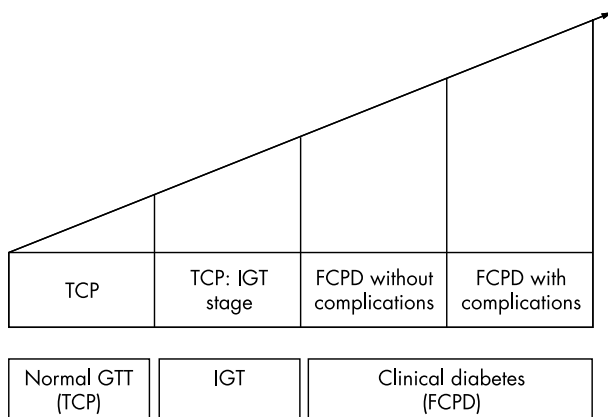 TCP
TCP: IGT
stage
FCPD without
complications
FCPD with
complications
Normal GTT
(TCP)
IGT
Clinical diabetes
(FCPD)